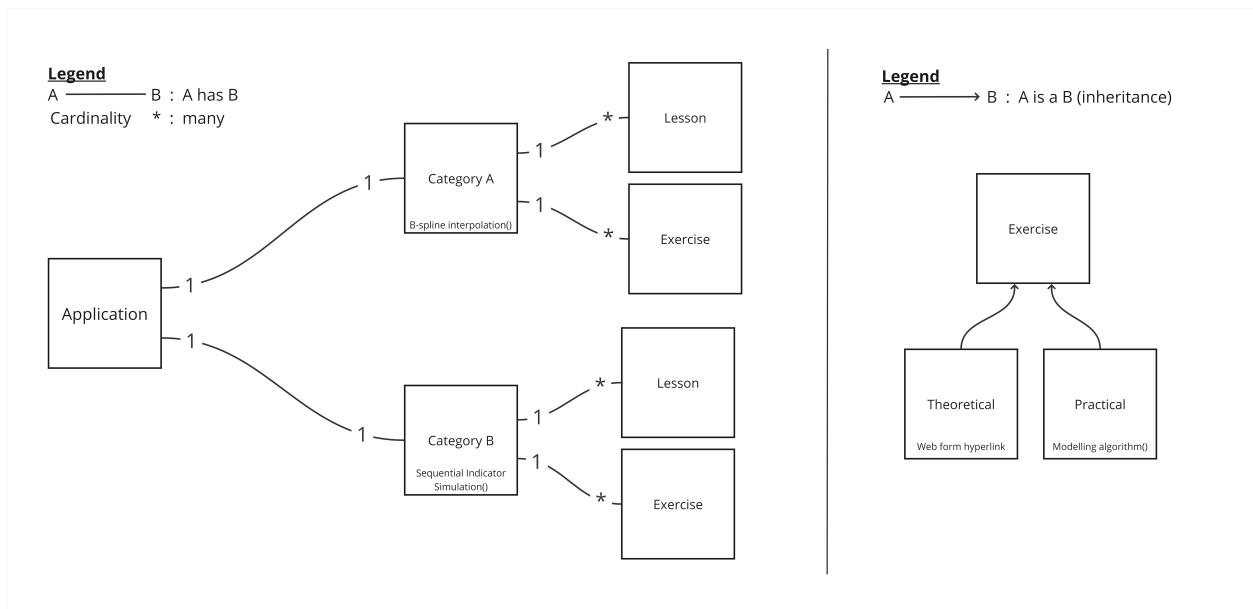 Legend
A B : A has B
Cardinality * : many
Application
1
1
1
1
Category A
B-spline interpolation()
1
*
1
*
Lesson
Exercise
Category B
Sequential Indicator
Simulation()
1
*
1
*
Lesson
Exercise
Legend
A B : A is a B (inheritance)
Exercise
Theoretical
Web form hyperlink
Practical
Modelling algorithm()